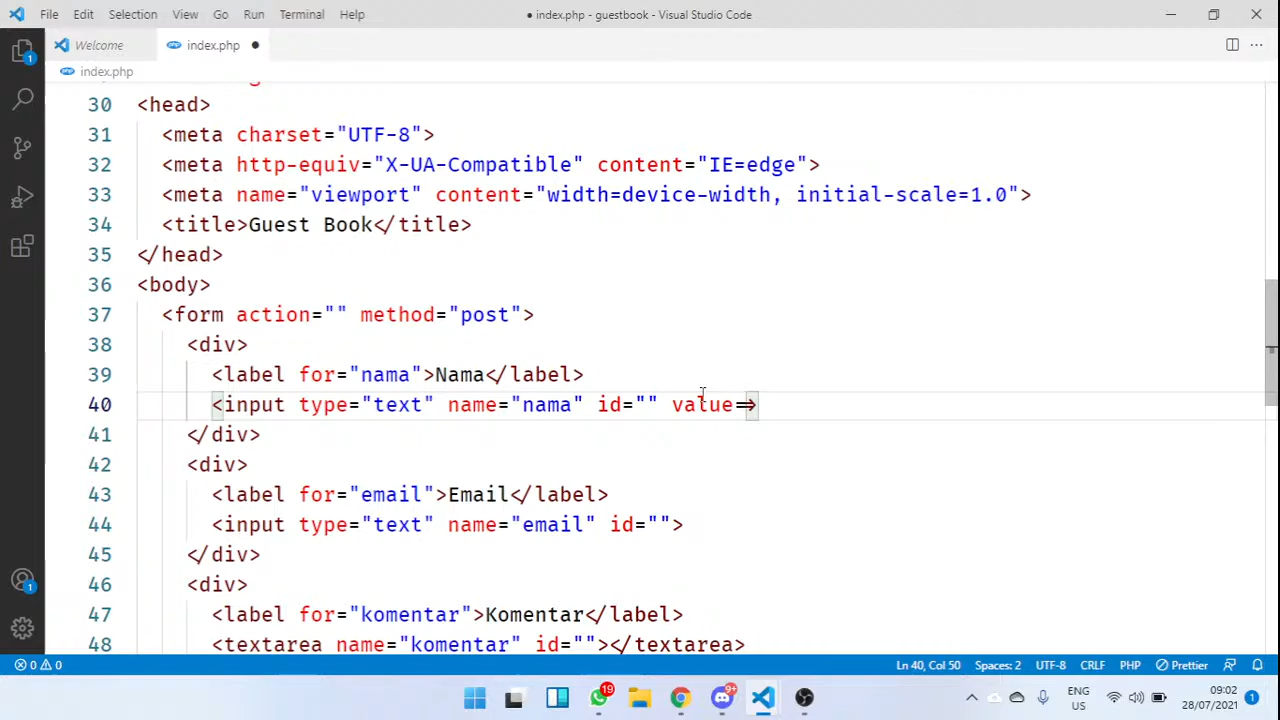 File Edit Selection View Go Run Terminal Help ● index.php - guestbook - Visual Studio Code
Welcome index.php ●
index.php
1
30 <head>
31 <meta charset="UTF-8">
32 <meta http-equiv="X-UA-Compatible" content="IE=edge">
33 <meta name="viewport" content="width=device-width, initial-scale=1.0">
34 <title>Guest Book</title>
35 </head>
36 <body>
37 <form action="" method="post">
38 <div>
39 <label for="nama">Nama</label>
40 <input type="text" name="nama" id="" value=>
41 </div>
42 <div>
43 <label for="email">Email</label>
44 <input type="text" name="email" id="">
45 </div>
46 <div>
47 <label for="komentar">Komentar</label>
48 <textarea name="komentar" id=""></textarea>
1
0 0 Ln 40, Col 50 Spaces: 2 UTF-8 CRLF PHP Prettier
19 9+ ENG 09:02
US 28/07/2021 1